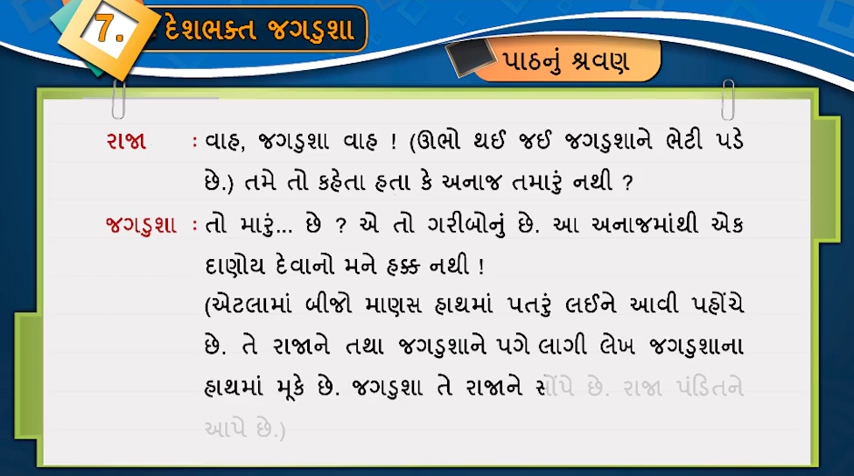 7. દેશભક્ત જગડુશા
પાઠનું શ્રવણ
રાજા : વાહ, જગડુશા વાહ ! (ઊભો થઈ જઈ જગડુશાને ભેટી પડે
છે.) તમે તો કહેતા હતા કે અનાજ તમારું નથી ?
જગડુશા : તો મારું... છે ? એ તો ગરીબોનું છે. આ અનાજમાંથી એક
દાણોય દેવાનો મને હક્ક નથી !
(એટલામાં બીજો માણસ હાથમાં પતરું લઈને આવી પહોંચે
છે. તે રાજાને તથા જગડુશાને પગે લાગી લેખ જગડુશાના
હાથમાં મૂકે છે. જગડુશા તે રાજાને સોંપે છે. રાજા પંડિતને
આપે છે.)